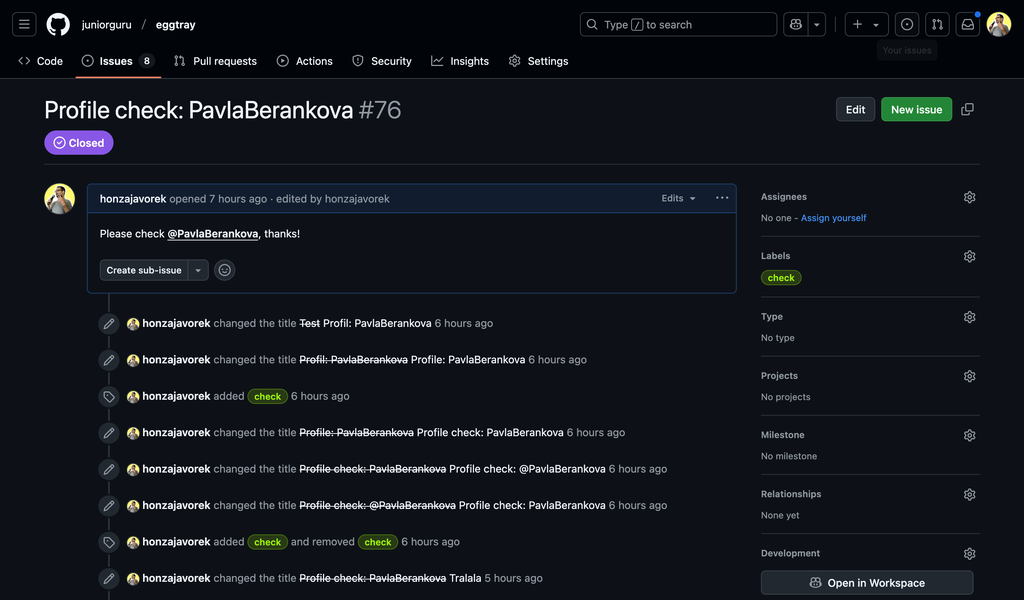 juniorguru / eggtray
Type / to search
Code
Issues 8
Pull requests
Actions
Security
Insights
Settings
Your issues
Profile check: PavlaBerankova #76
Edit
New issue
Closed
honzajavorek opened 7 hours ago · edited by honzajavorek
Edits
Please check @PavlaBerankova, thanks!
Create sub-issue
honzajavorek changed the title Test Profil: PavlaBerankova 6 hours ago
honzajavorek changed the title Profil: PavlaBerankova Profile: PavlaBerankova 6 hours ago
honzajavorek added check 6 hours ago
honzajavorek changed the title Profile: PavlaBerankova Profile check: PavlaBerankova 6 hours ago
honzajavorek changed the title Profile check: PavlaBerankova Profile check: @PavlaBerankova 6 hours ago
honzajavorek changed the title Profile check: @PavlaBerankova Profile check: PavlaBerankova 6 hours ago
honzajavorek added check and removed check 6 hours ago
honzajavorek changed the title Profile check: PavlaBerankova Tralala 5 hours ago
Assignees
No one - Assign yourself
Labels
check
Type
No type
Projects
No projects
Milestone
No milestone
Relationships
None yet
Development
Open in Workspace